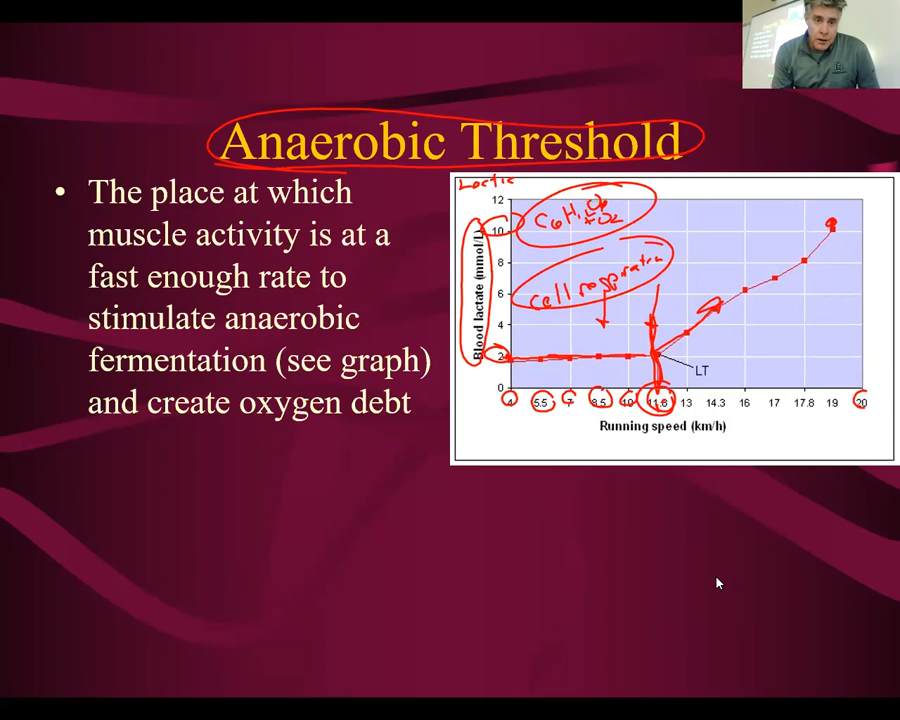 Anaerobic Threshold
• The place at which
muscle activity is at a
fast enough rate to
stimulate anaerobic
fermentation (see graph)
and create oxygen debt
Lactic
12
10
8
6
4
2
0
Blood lactate (mmol/L)
cell respiration
LT
4 5.5 7 8.5 10 11.8 13 14.3 16 17 17.8 19 20
Running speed (km/h)